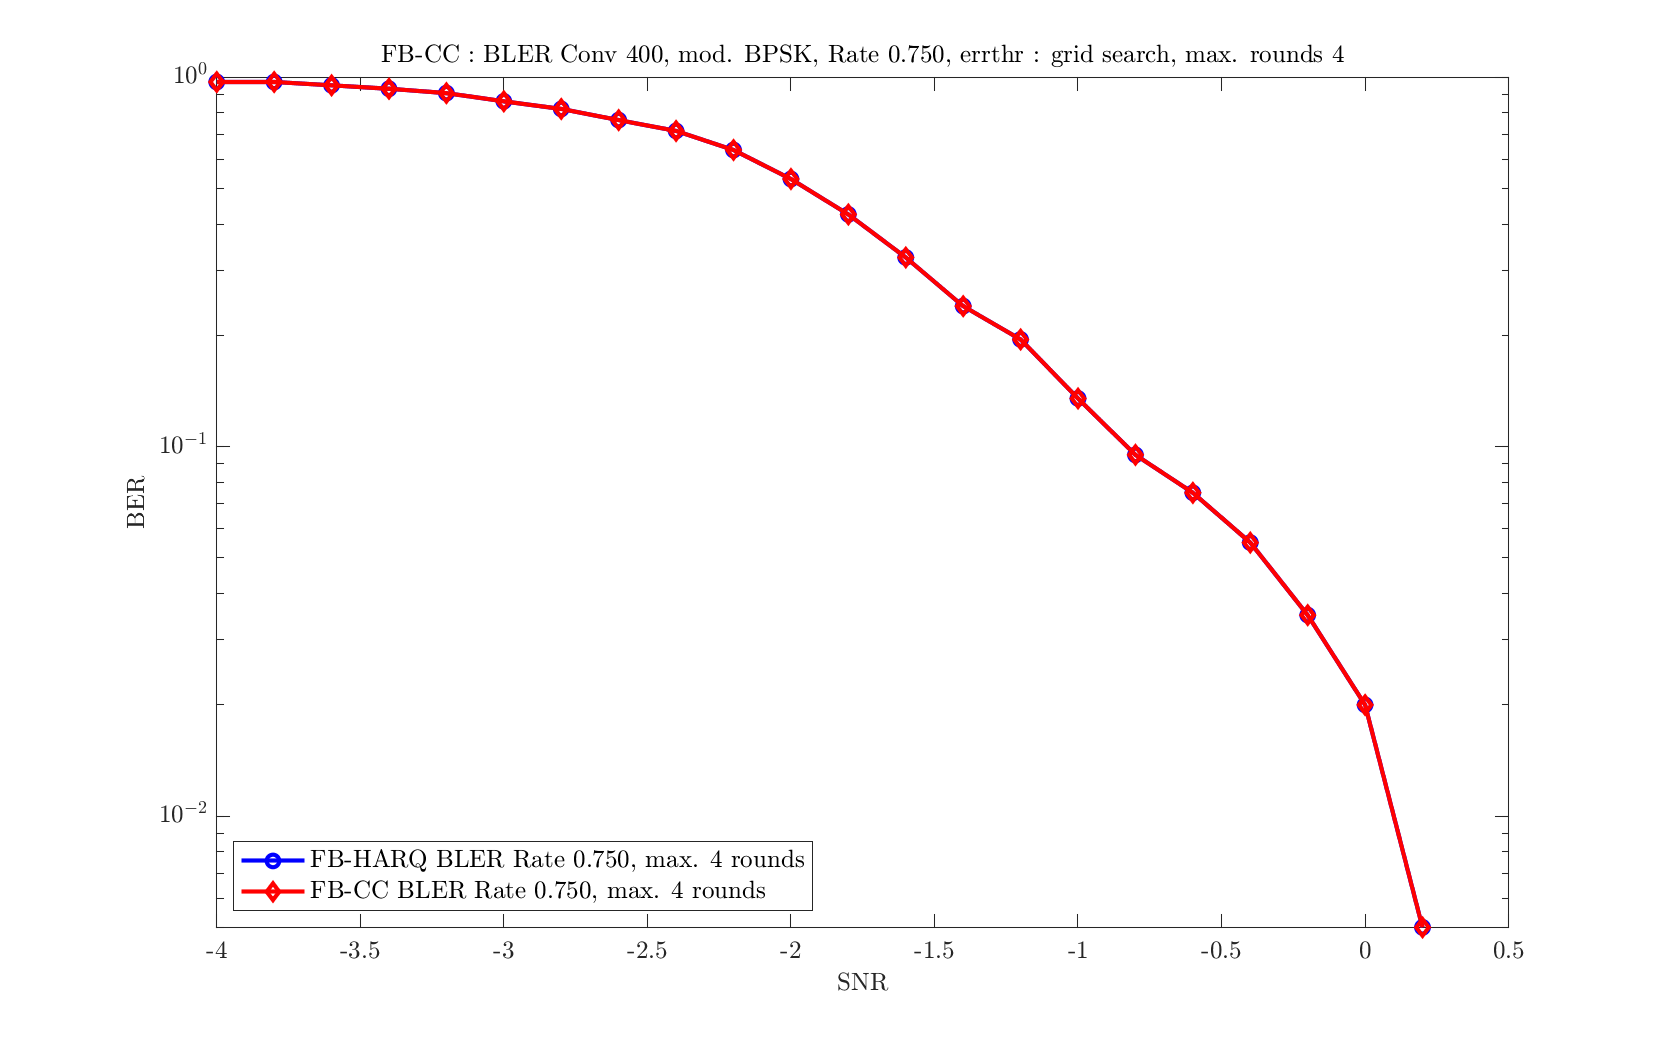 FB-CC : BLER Conv 400, mod. BPSK, Rate 0.750, errthr : grid search, max. rounds 4
10^0
10^-1
10^-2
BER
FB-HARQ BLER Rate 0.750, max. 4 rounds
FB-CC BLER Rate 0.750, max. 4 rounds
-4 -3.5 -3 -2.5 -2 -1.5 -1 -0.5 0 0.5
SNR